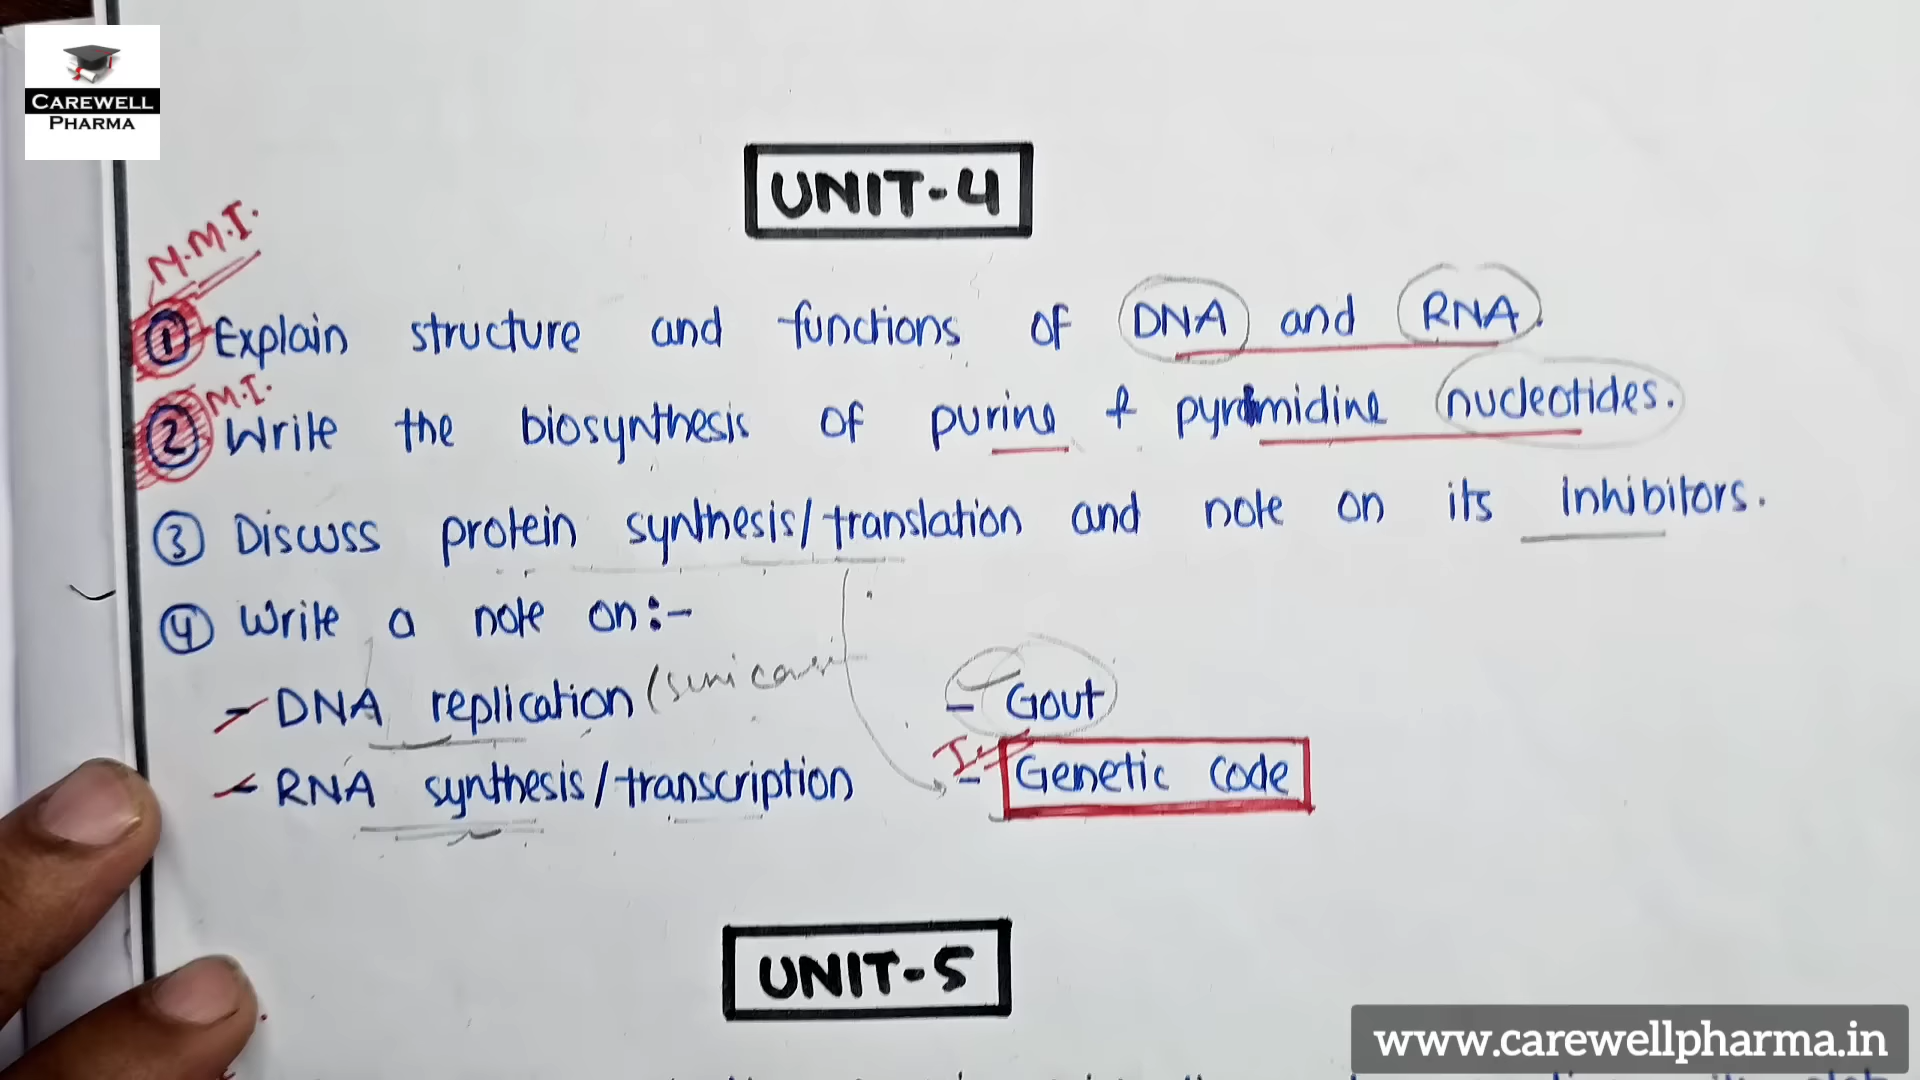 CAREWELL
PHARMA
UNIT-4
M.M.I.
① Explain structure and functions of DNA and RNA.
M.I.
② Write the biosynthesis of purine & pyrimidine nucleotides.
③ Discuss protein synthesis/translation and note on its inhibitors.
④ Write a note on:-
- DNA replication (semi
- Gout
- RNA synthesis/transcription
- Genetic code
UNIT-5
www.carewellpharma.in